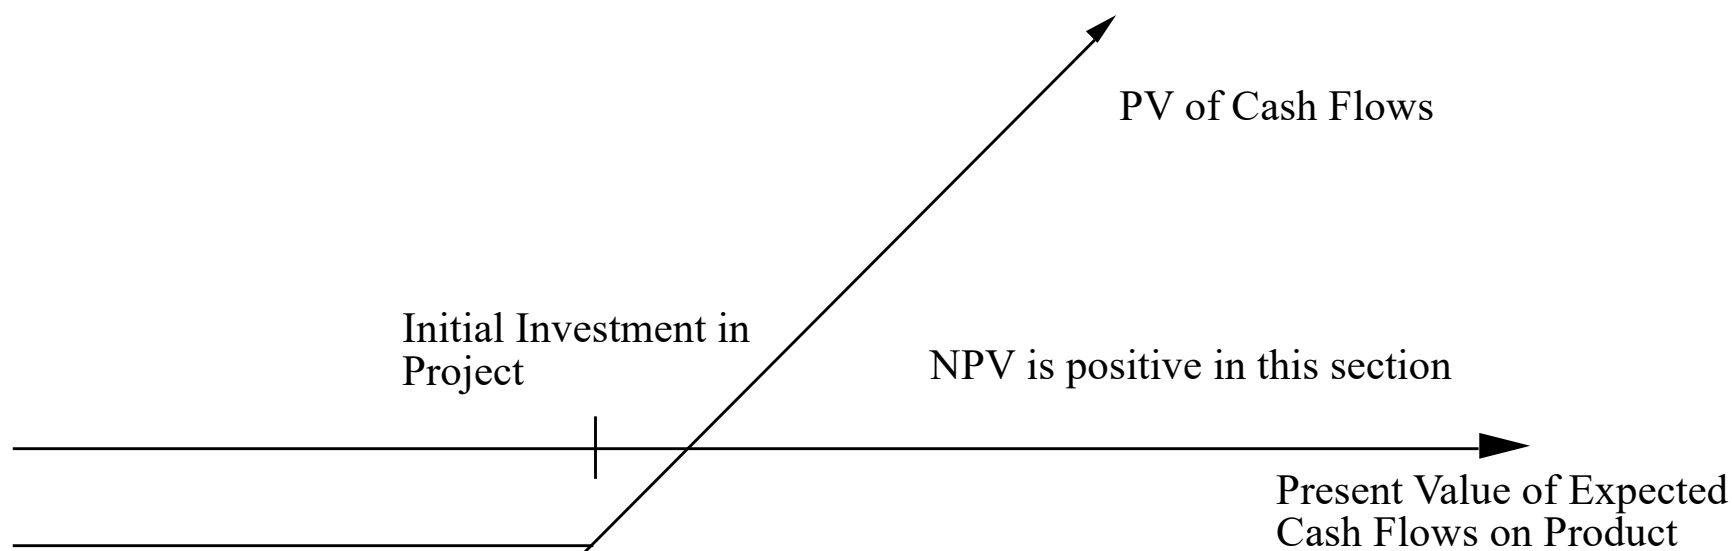 PV of Cash Flows
Initial Investment in
Project
NPV is positive in this section
Present Value of Expected
Cash Flows on Product